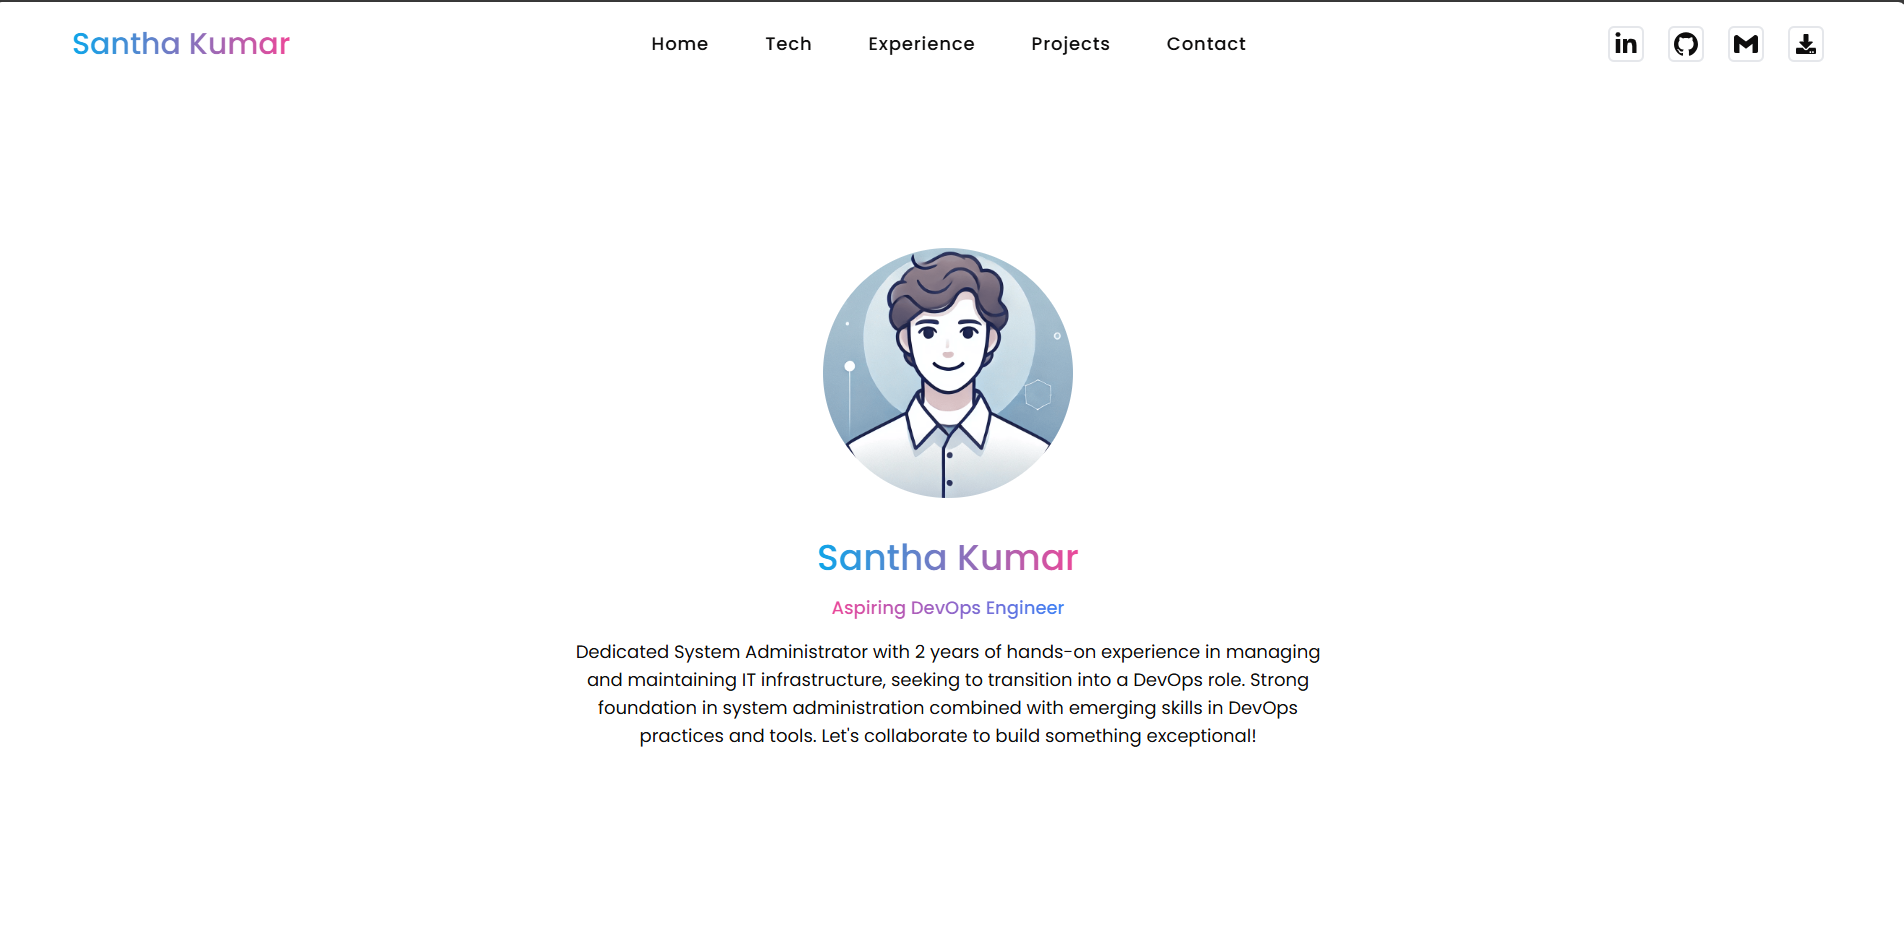 Santha Kumar
Home Tech Experience Projects Contact
Santha Kumar
Aspiring DevOps Engineer
Dedicated System Administrator with 2 years of hands-on experience in managing
and maintaining IT infrastructure, seeking to transition into a DevOps role. Strong
foundation in system administration combined with emerging skills in DevOps
practices and tools. Let's collaborate to build something exceptional!